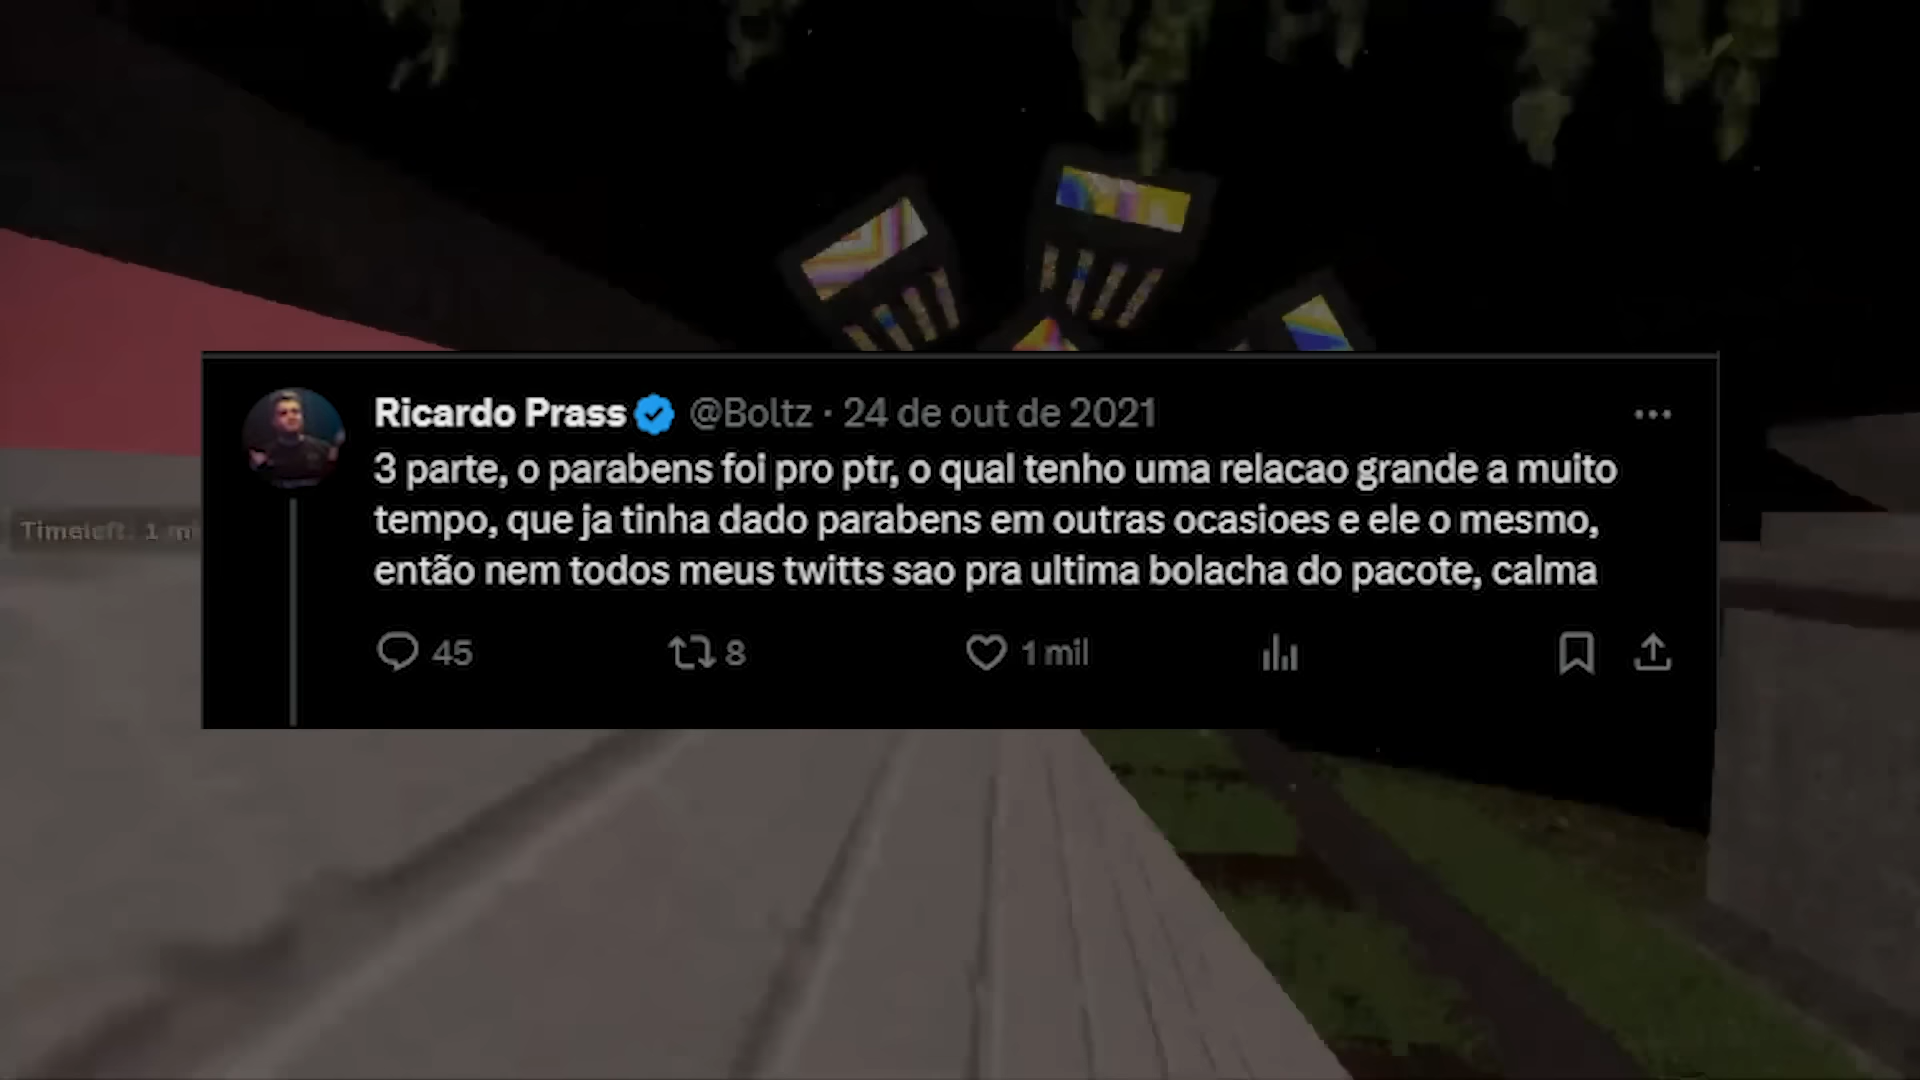 Ricardo Prass @Boltz · 24 de out de 2021
3 parte, o parabens foi pro ptr, o qual tenho uma relacao grande a muito
tempo, que ja tinha dado parabens em outras ocasioes e ele o mesmo,
então nem todos meus twitts sao pra ultima bolacha do pacote, calma
Timeleft: 1
45 8 1 mil